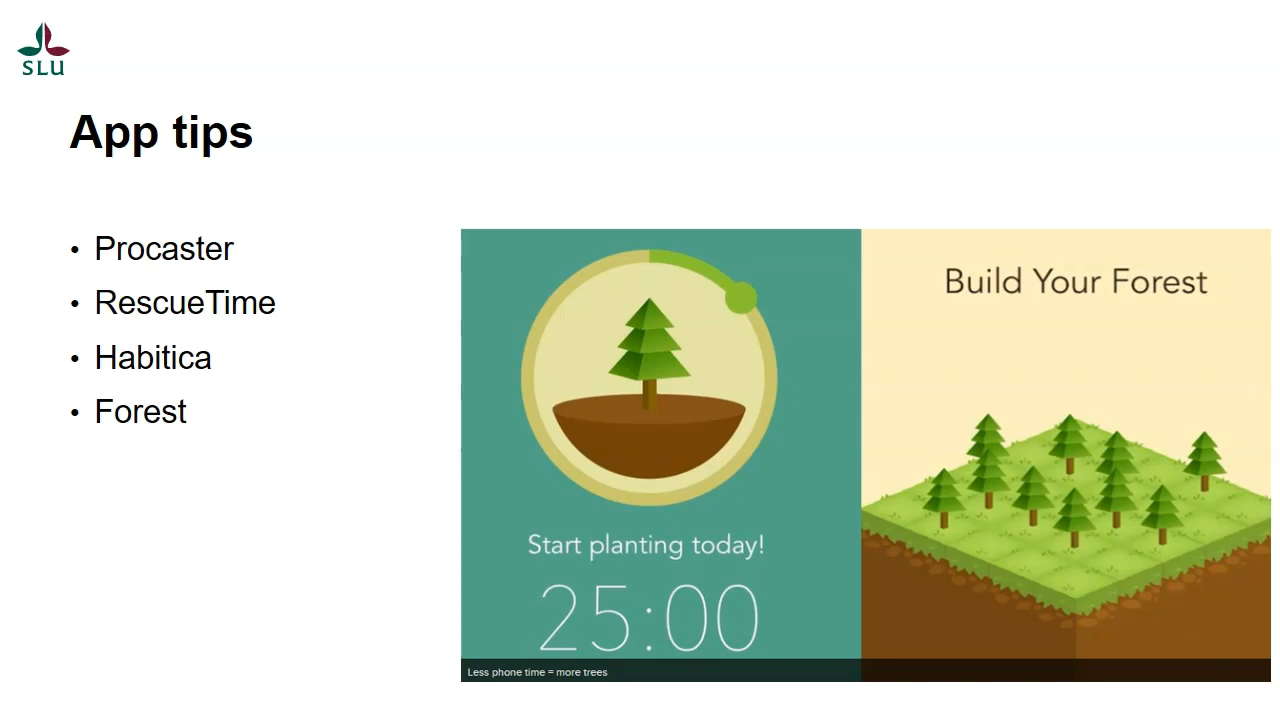 SLU
App tips
• Procaster
• RescueTime
• Habitica
• Forest
Start planting today!
25:00
Build Your Forest
Less phone time = more trees